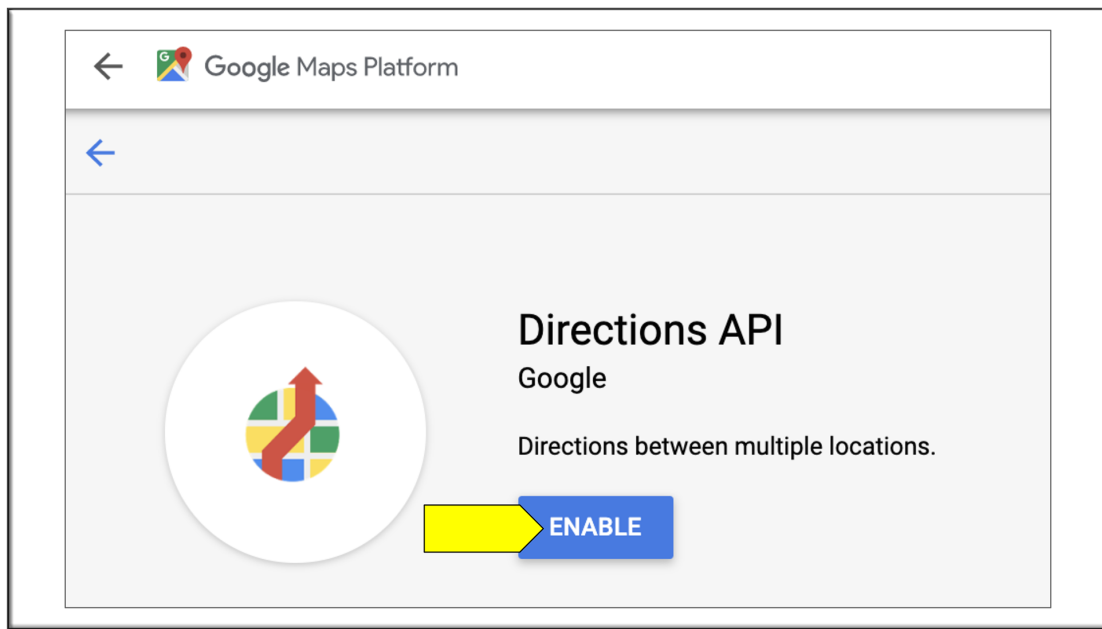 Google Maps Platform
Directions API
Google
Directions between multiple locations.
ENABLE